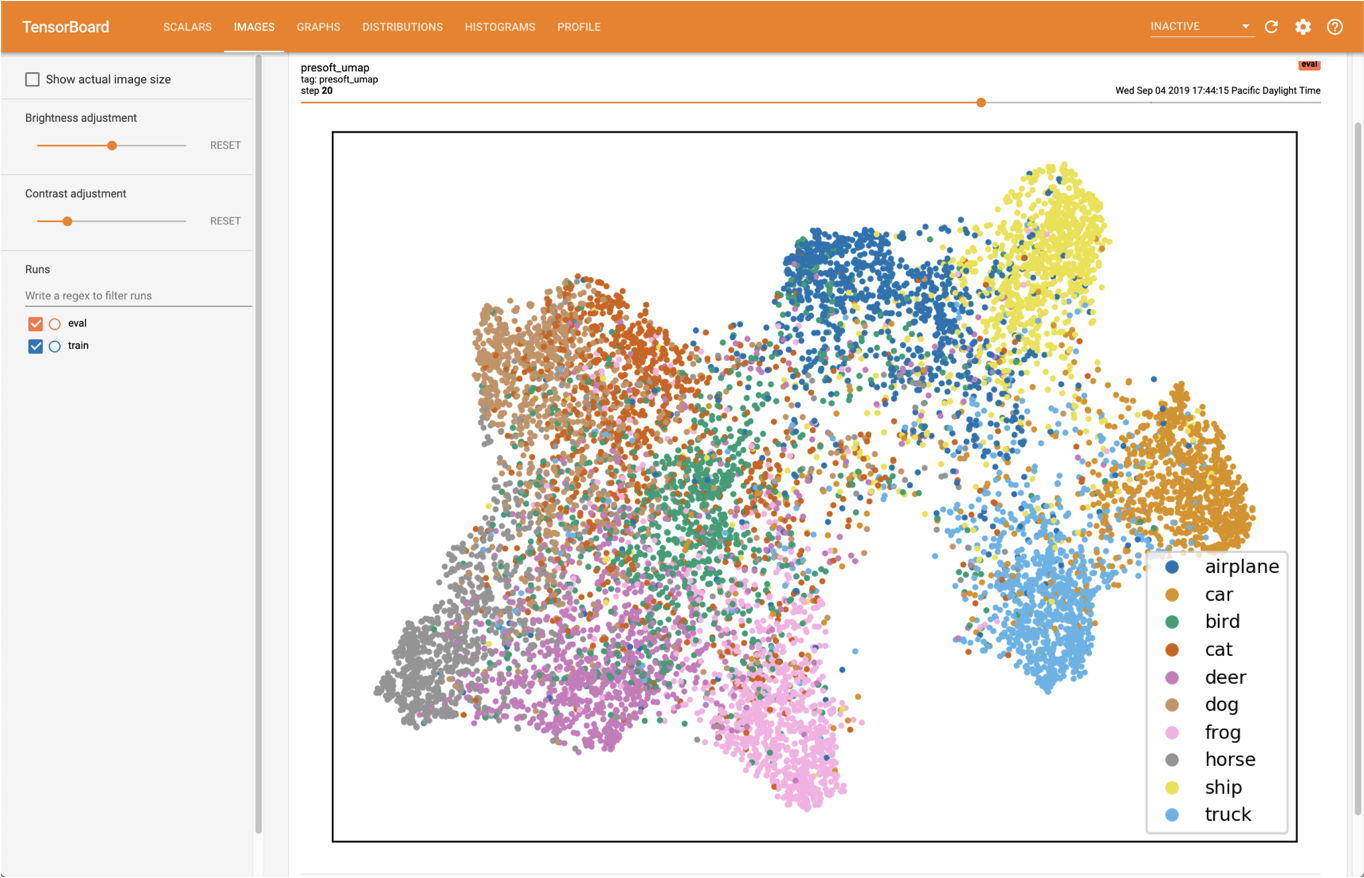 TensorBoard SCALARS IMAGES GRAPHS DISTRIBUTIONS HISTOGRAMS PROFILE INACTIVE
Show actual image size
Brightness adjustment
RESET
Contrast adjustment
RESET
Runs
Write a regex to filter runs
eval
train
presoft_umap
eval
tag: presoft_umap
step 20
Wed Sep 04 2019 17:44:15 Pacific Daylight Time
airplane
car
bird
cat
deer
dog
frog
horse
ship
truck